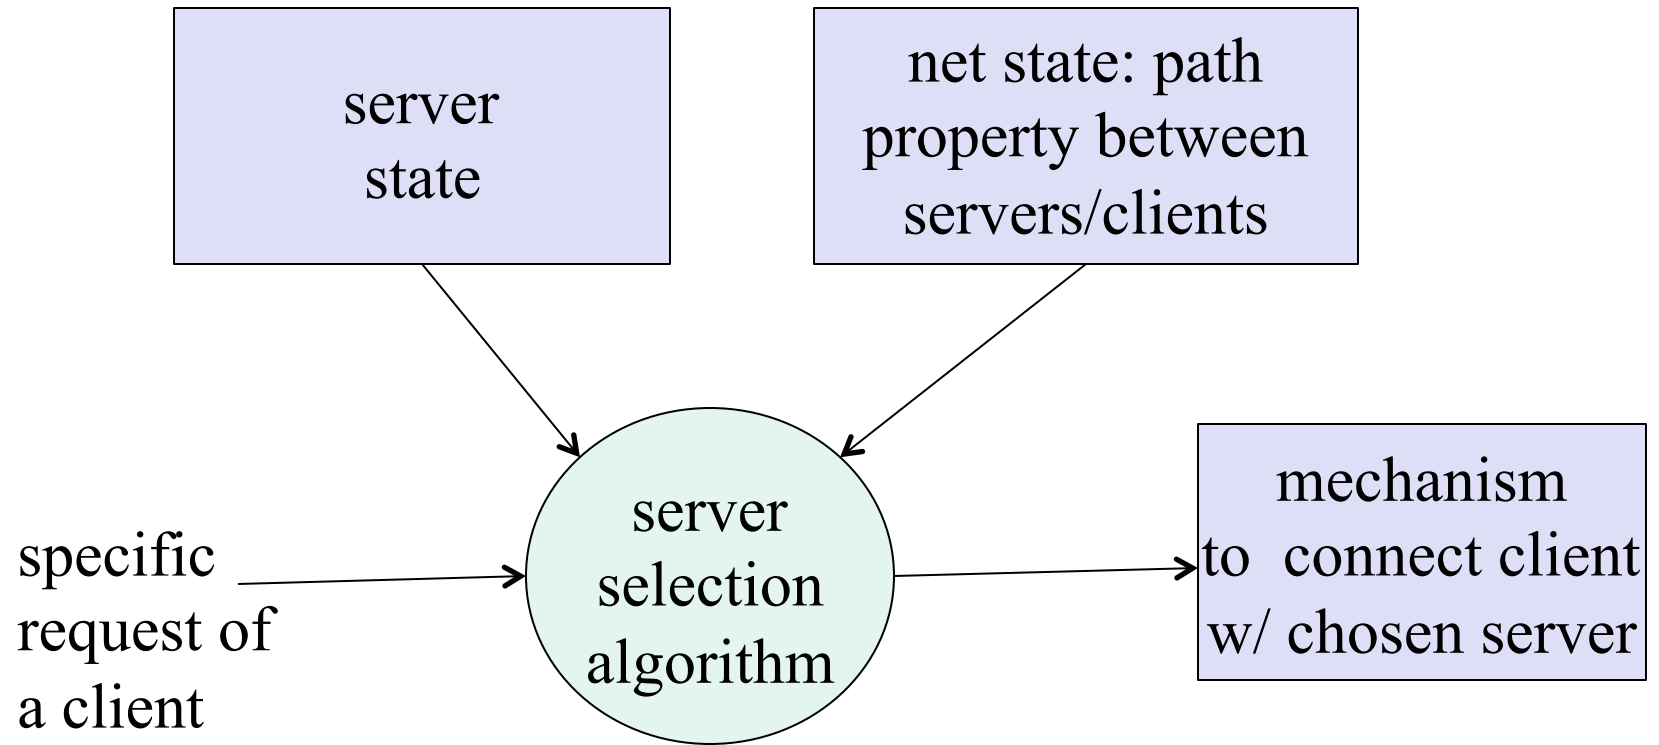 server
state
net state: path
property between
servers/clients
specific
request of
a client
server
selection
algorithm
mechanism
to  connect client
w/ chosen server